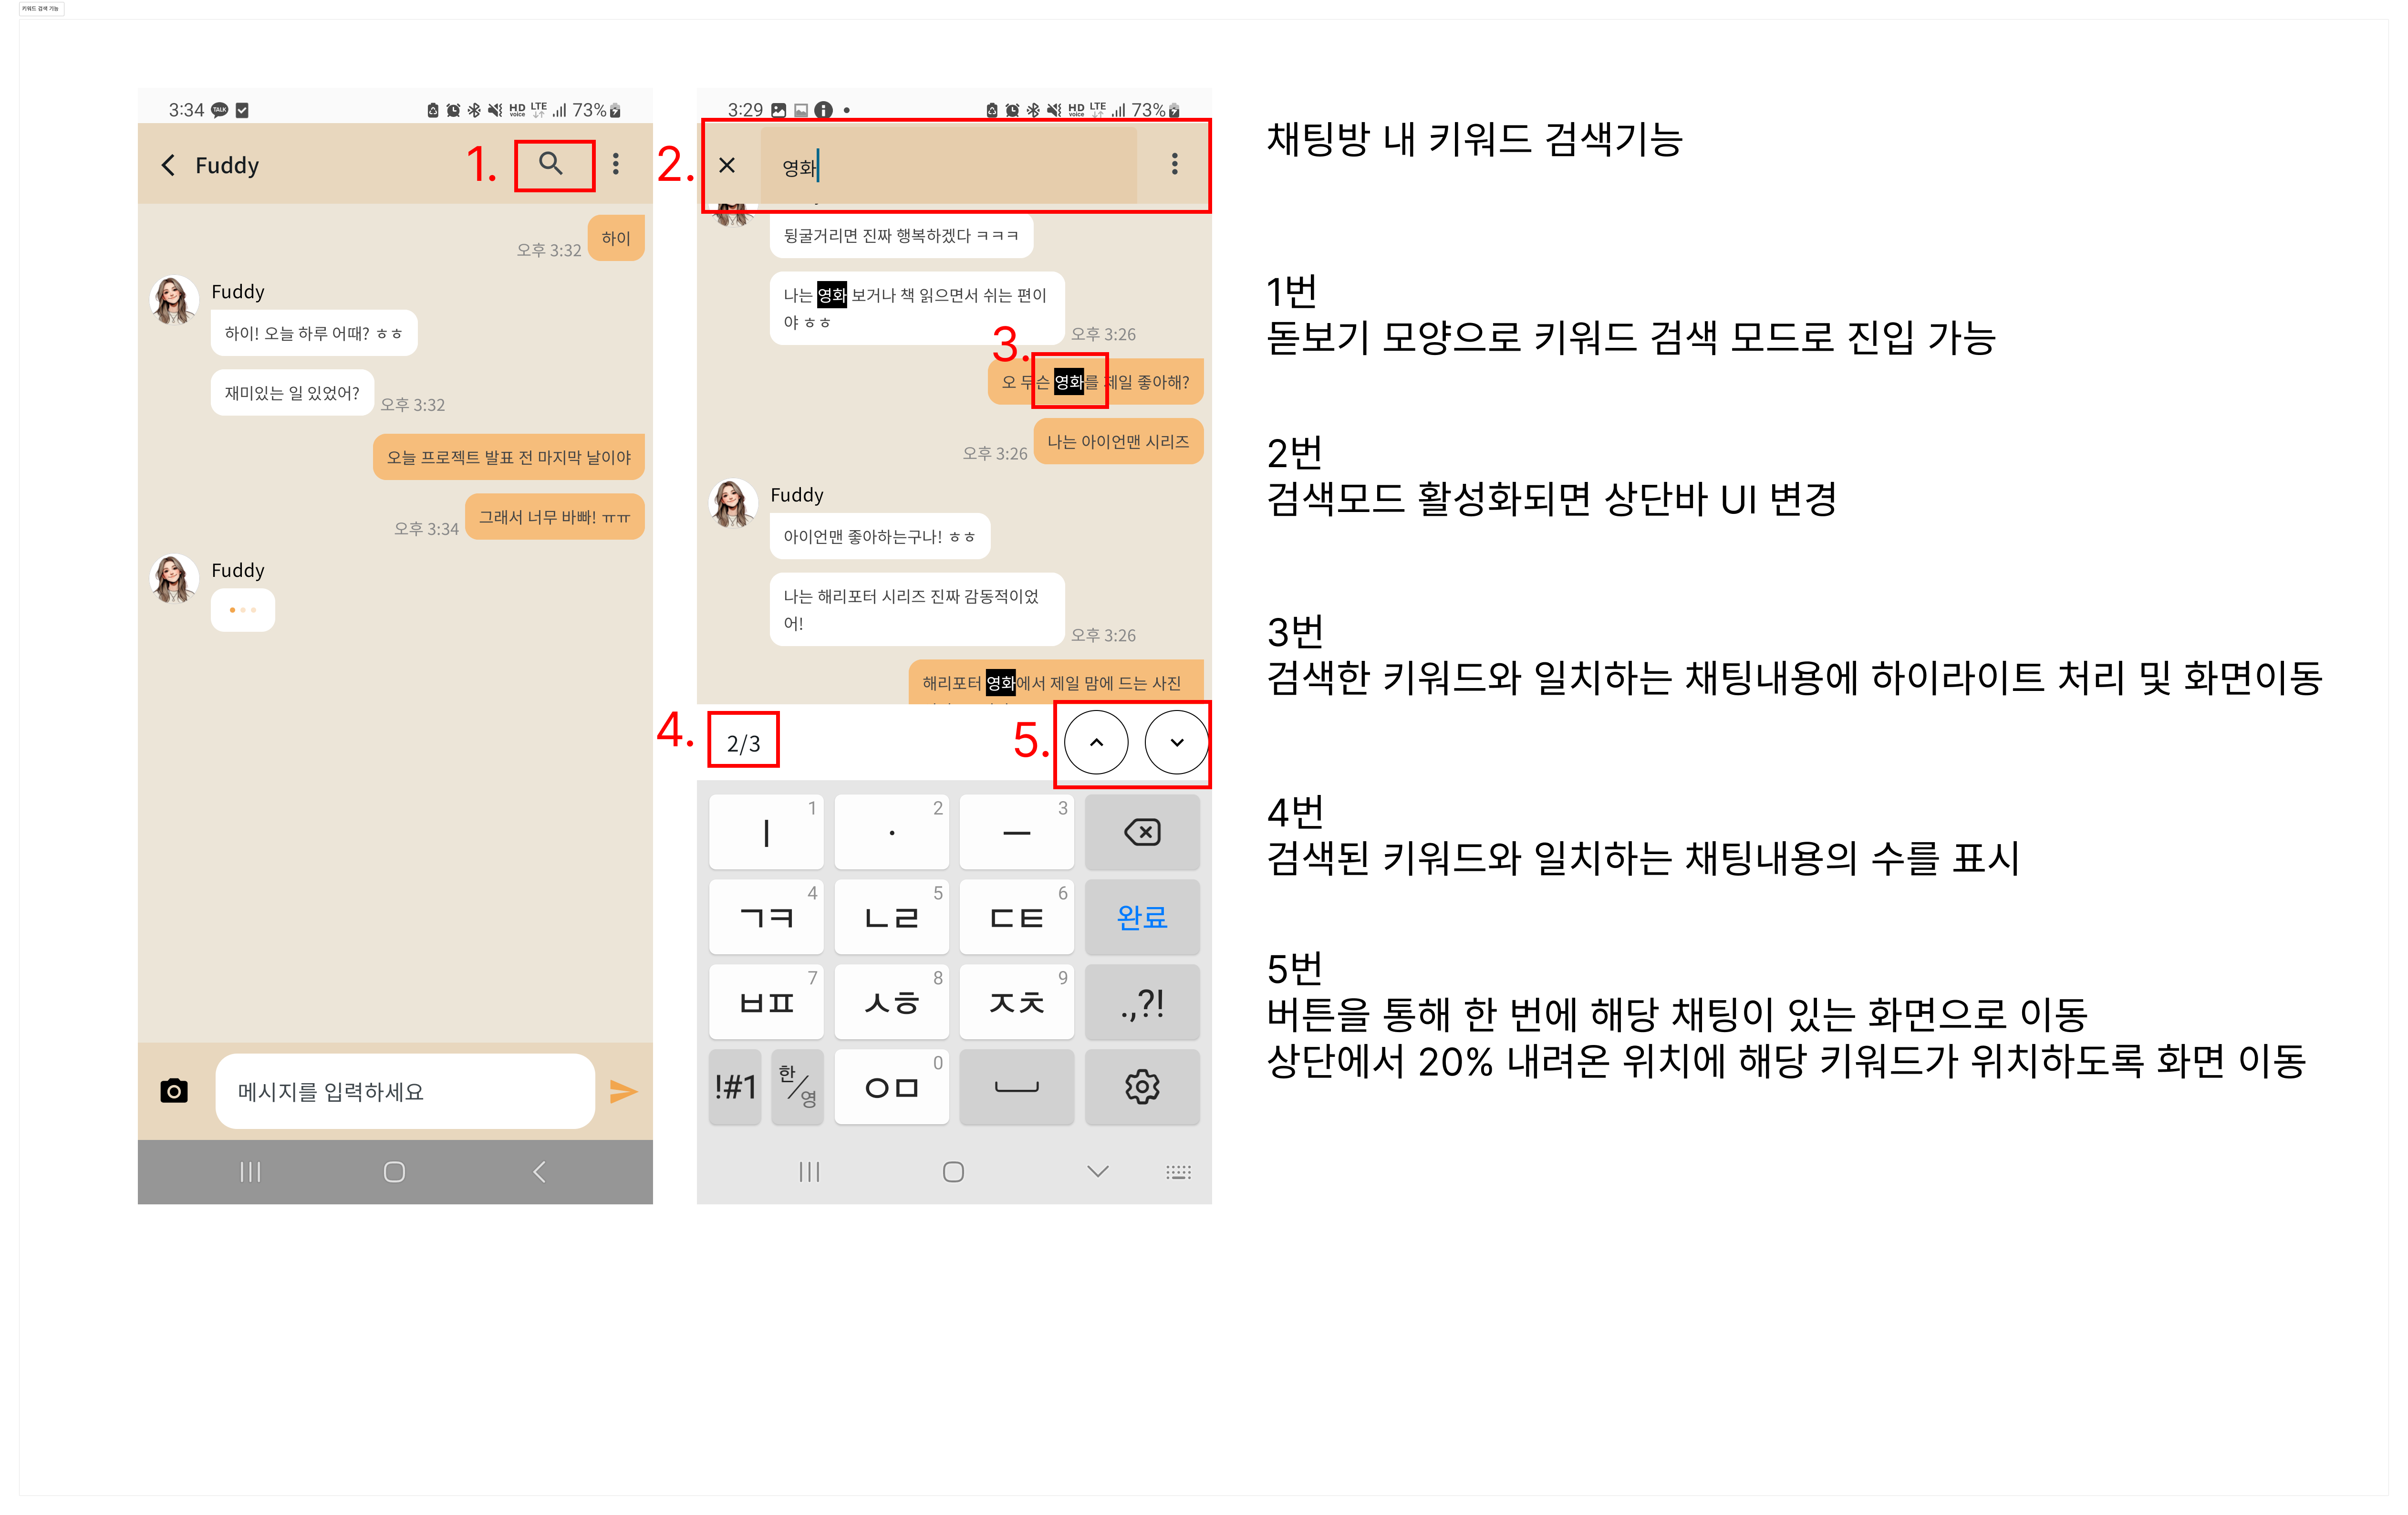 키워드 검색 기능
3:34 TALK HD voice LTE 73%
Fuddy
1.
하이
오후 3:32
Fuddy
하이! 오늘 하루 어때? ㅎㅎ
재미있는 일 있었어?
오후 3:32
오늘 프로젝트 발표 전 마지막 날이야
그래서 너무 바빠! ㅠㅠ
오후 3:34
Fuddy
메시지를 입력하세요
3:29 HD voice LTE 73%
2.
영화
뒹굴거리면 진짜 행복하겠다 ㅋㅋㅋ
나는 영화 보거나 책 읽으면서 쉬는 편이
야 ㅎㅎ
오후 3:26
3.
오 무슨 영화를 제일 좋아해?
나는 아이언맨 시리즈
오후 3:26
Fuddy
아이언맨 좋아하는구나! ㅎㅎ
나는 해리포터 시리즈 진짜 감동적이었
어!
오후 3:26
해리포터 영화에서 제일 맘에 드는 사진
4.
2/3
5.
ㅣ 1 · 2 ㅡ 3
ㄱㅋ 4 ㄴㄹ 5 ㄷㅌ 6 완료
ㅂㅍ 7 ㅅㅎ 8 ㅈㅊ 9 .,?!
!#1 한/영 ㅇㅁ 0
채팅방 내 키워드 검색기능
1번
돋보기 모양으로 키워드 검색 모드로 진입 가능
2번
검색모드 활성화되면 상단바 UI 변경
3번
검색한 키워드와 일치하는 채팅내용에 하이라이트 처리 및 화면이동
4번
검색된 키워드와 일치하는 채팅내용의 수를 표시
5번
버튼을 통해 한 번에 해당 채팅이 있는 화면으로 이동
상단에서 20% 내려온 위치에 해당 키워드가 위치하도록 화면 이동